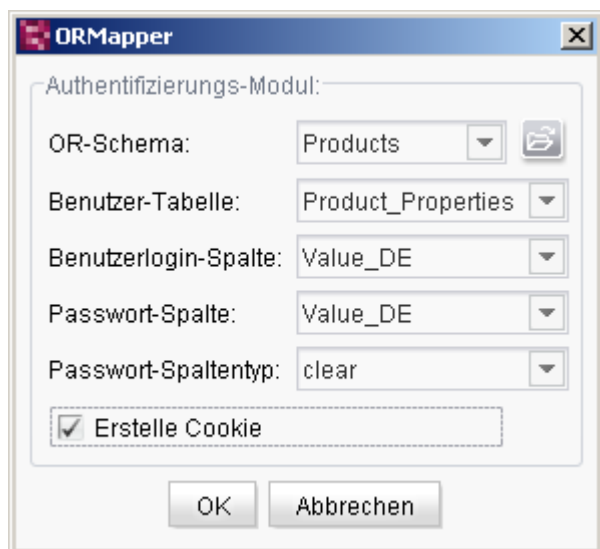 ORMapper
Authentifizierungs-Modul:
OR-Schema: Products
Benutzer-Tabelle: Product_Properties
Benutzerlogin-Spalte: Value_DE
Passwort-Spalte: Value_DE
Passwort-Spaltentyp: clear
Erstelle Cookie
OK Abbrechen